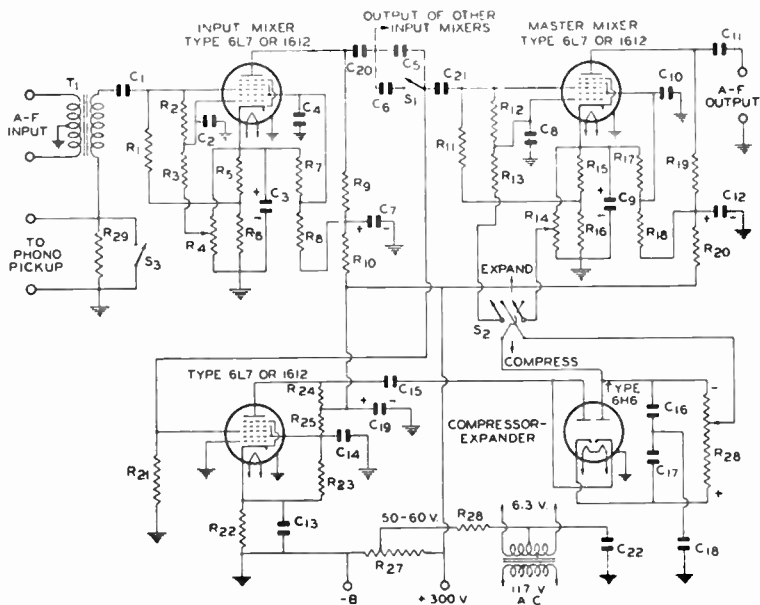 INPUT MIXER
TYPE 6L7 OR 1612
OUTPUT OF OTHER
INPUT MIXERS
MASTER MIXER
TYPE 6L7 OR 1612
C11
C20
C5
C21
C10
T1
C1
A-F
INPUT
R2
C2
C4
C6
S1
R12
C8
A-F
OUTPUT
R1
R3
R5
C3
R7
R9
R11
R13
R15
C9
R17
R19
+
-
R4
R6
R8
C7
+ -
R10
R14
R16
R18
C12
+ -
R20
TO
PHONO
PICKUP
R29
S3
EXPAND
S2
COMPRESS
TYPE 6L7 OR 1612
R24
C15
TYPE
6H6
-
R25
+ -
C19
COMPRESSOR-
EXPANDER
C16
R28
C14
C17
R21
R23
+
R22
C13
50-60 V.
R28
6.3 V.
R27
C22
C18
-B
+300 V.
117 V
A C